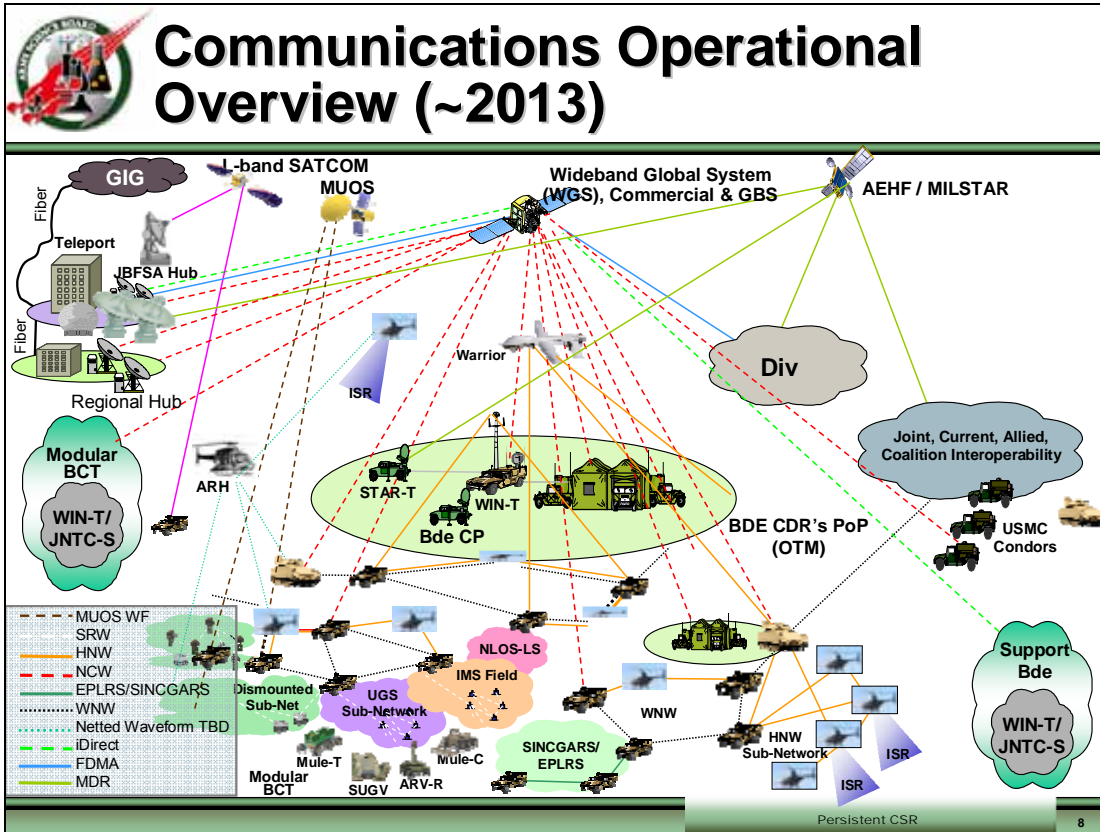 ARMY SCIENCE BOARD
Communications Operational
Overview (~2013)
GIG
L-band SATCOM
MUOS
Wideband Global System
(WGS), Commercial & GBS
AEHF / MILSTAR
Fiber
Teleport
IBFSA Hub
Fiber
Regional Hub
Warrior
ISR
Div
Modular
BCT
WIN-T/
JNTC-S
ARH
STAR-T
WIN-T
Bde CP
BDE CDR's PoP
(OTM)
Joint, Current, Allied,
Coalition Interoperability
USMC
Condors
MUOS WF
SRW
HNW
NCW
EPLRS/SINCGARS
WNW
Netted Waveform TBD
iDirect
FDMA
MDR
Dismounted
Sub-Net
UGS
Sub-Network
IMS Field
NLOS-LS
Mule-T
SUGV
ARV-R
Mule-C
Modular
BCT
SINCGARS/
EPLRS
WNW
HNW
Sub-Network
ISR
ISR
Support
Bde
WIN-T/
JNTC-S
Persistent CSR
8